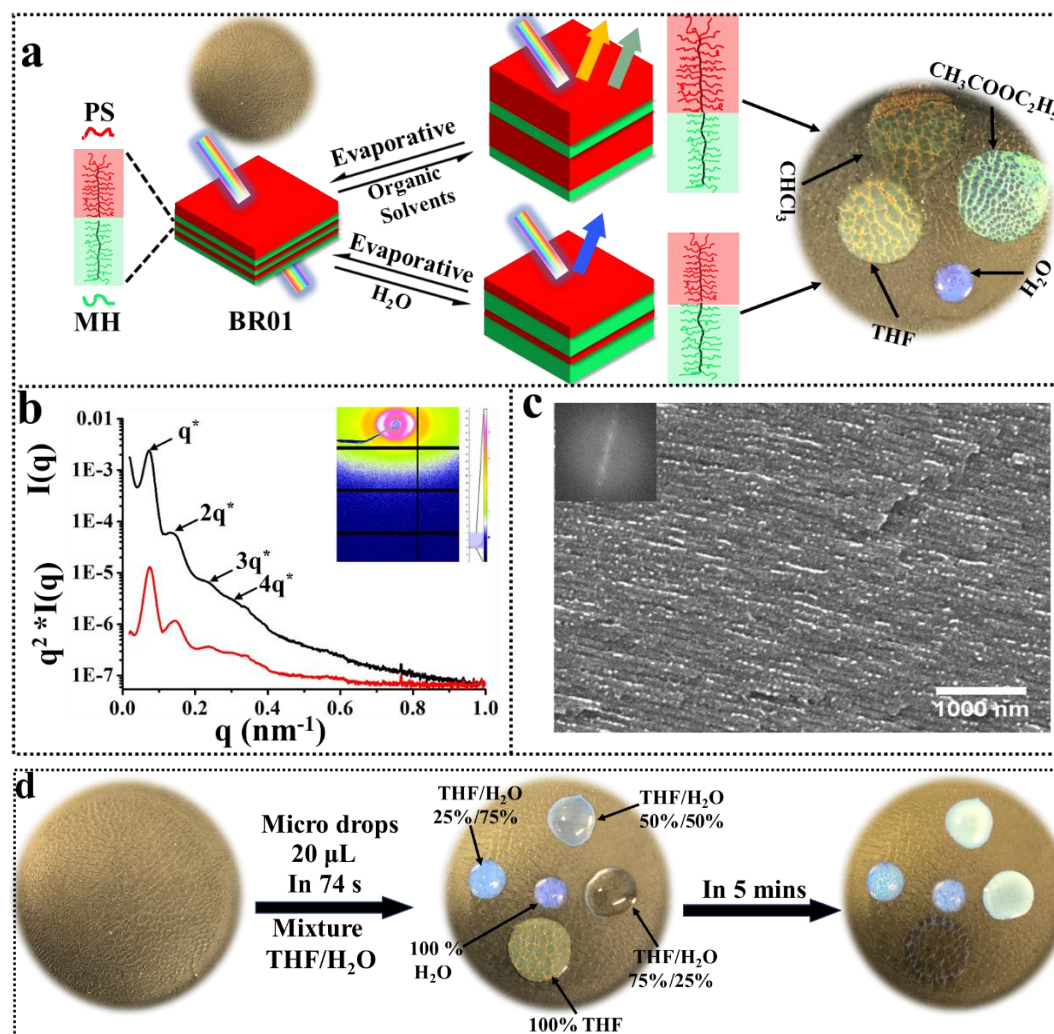 a
PS
MH
BR01
Evaporative
Organic
Solvents
Evaporative
H₂O
CHCl₃
CH₃COOC₂H₅
H₂O
THF
b
I(q)
q² *I(q)
0.01
1E-3
1E-4
1E-5
1E-6
1E-7
q*
2q*
3q*
4q*
0.0 0.2 0.4 0.6 0.8 1.0
q (nm⁻¹)
c
1000 nm
d
Micro drops
20 μL
In 74 s
Mixture
THF/H₂O
THF/H₂O
25%/75%
THF/H₂O
50%/50%
100 %
H₂O
THF/H₂O
75%/25%
100% THF
In 5 mins